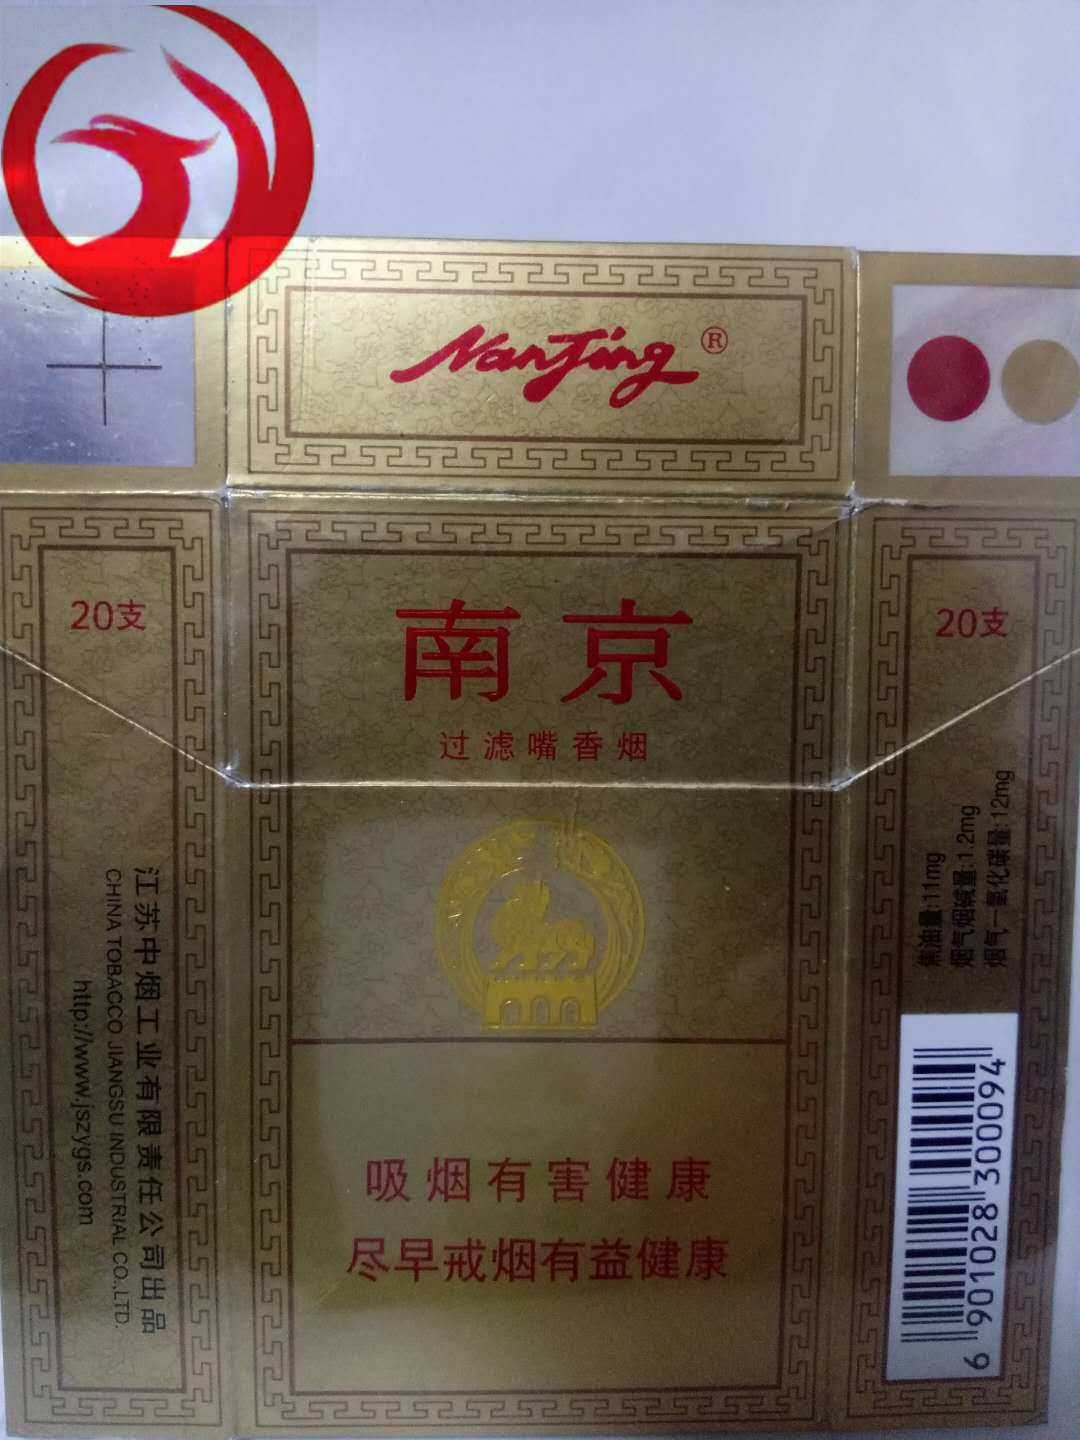 NanJing®
南京
过滤嘴香烟
吸烟有害健康
尽早戒烟有益健康
20支
江苏中烟工业有限责任公司出品
CHINA TOBACCO JIANGSU INDUSTRIAL CO.,LTD.
http://www.jszygs.com
20支
焦油量:11mg
烟气烟碱量:1.2mg
烟气一氧化碳量:12mg
6 901028 300094